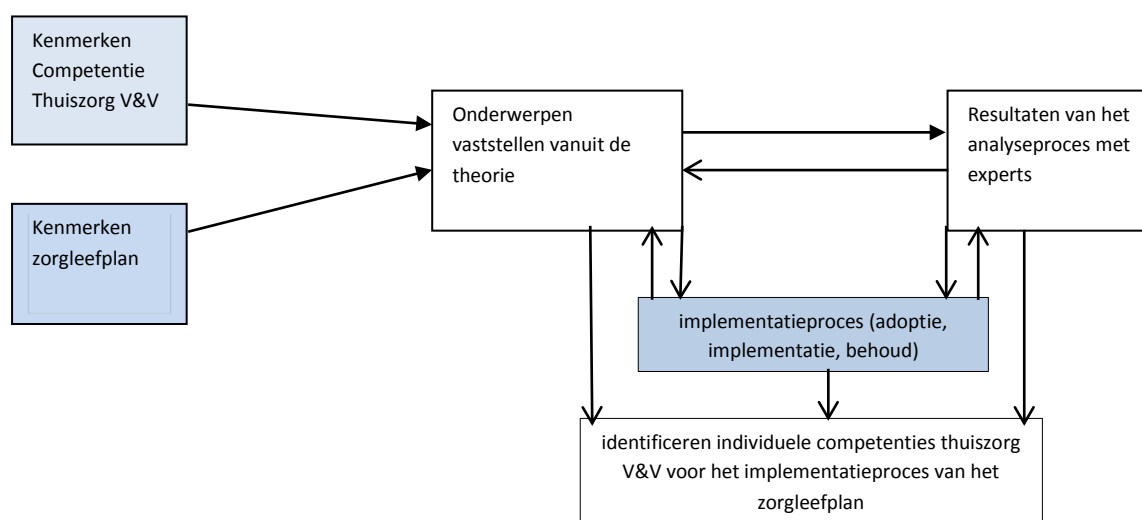 Kenmerken
Competentie
Thuiszorg V&V
Kenmerken
zorgleefplan
Onderwerpen
vaststellen vanuit de
theorie
Resultaten van het
analyseproces met
experts
implementatieproces (adoptie,
implementatie, behoud)
identificeren individuele competenties thuiszorg
V&V voor het implementatieproces van het
zorgleefplan